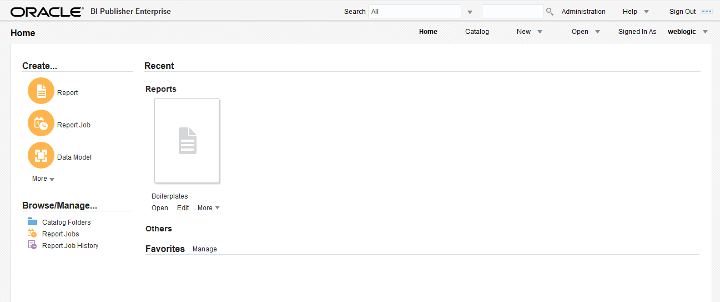 ORACLE BI Publisher Enterprise Search All Administration Help Sign Out
Home Home Catalog New Open Signed In As weblogic
Create...
Report
Report Job
Data Model
More
Browse/Manage...
Catalog Folders
Report Jobs
Report Job History
Recent
Reports
Boilerplates
Open Edit More
Others
Favorites Manage